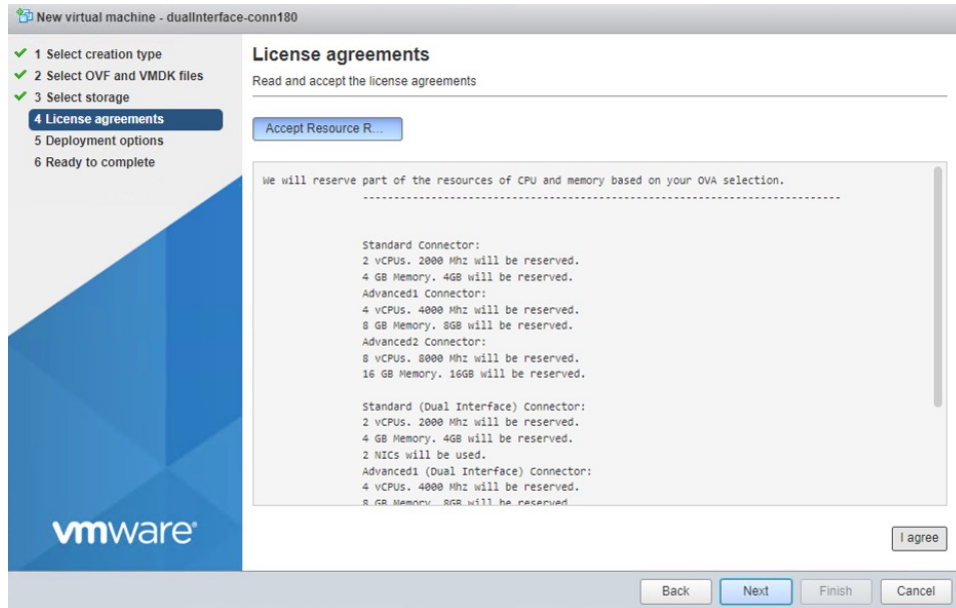 New virtual machine - dualInterface-conn180
1 Select creation type
2 Select OVF and VMDK files
3 Select storage
4 License agreements
5 Deployment options
6 Ready to complete
vmware®
License agreements
Read and accept the license agreements
Accept Resource R...
We will reserve part of the resources of CPU and memory based on your OVA selection.
------------------------------------------------------------------------------
Standard Connector:
2 vCPUs. 2000 Mhz will be reserved.
4 GB Memory. 4GB will be reserved.
Advanced1 Connector:
4 vCPUs. 4000 Mhz will be reserved.
8 GB Memory. 8GB will be reserved.
Advanced2 Connector:
8 vCPUs. 8000 Mhz will be reserved.
16 GB Memory. 16GB will be reserved.
Standard (Dual Interface) Connector:
2 vCPUs. 2000 Mhz will be reserved.
4 GB Memory. 4GB will be reserved.
2 NICs will be used.
Advanced1 (Dual Interface) Connector:
4 vCPUs. 4000 Mhz will be reserved.
8 GB Memory. 8GB will be reserved
I agree
Back
Next
Finish
Cancel